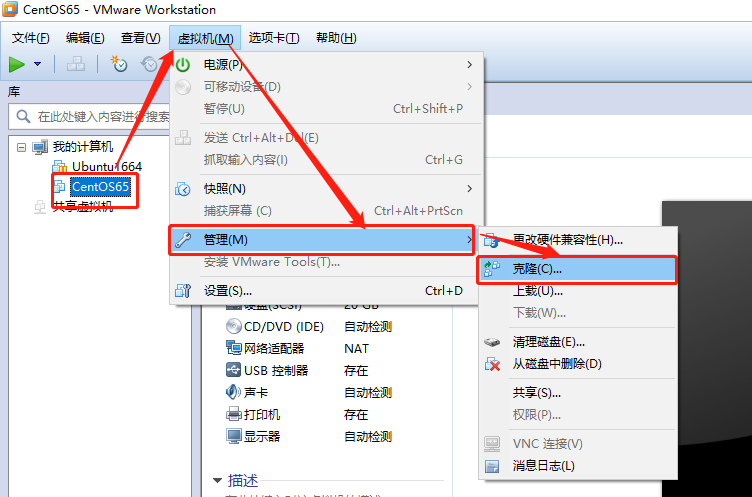 CentOS65 - VMware Workstation
文件(F) 编辑(E) 查看(V) 虚拟机(M) 选项卡(T) 帮助(H)
库
在此处键入内容进行搜索
我的计算机
Ubuntu1664
CentOS65
共享虚拟机
电源(P)
可移动设备(D)
暂停(U) Ctrl+Shift+P
发送 Ctrl+Alt+Del(E)
抓取输入内容(I) Ctrl+G
快照(N)
捕获屏幕 (C) Ctrl+Alt+PrtScn
管理(M)
安装 VMware Tools(T)...
设置(S)... Ctrl+D
更改硬件兼容性(H)...
克隆(C)...
上载(U)...
下载(W)...
清理磁盘(E)...
从磁盘中删除(D)
共享(S)...
权限(P)...
VNC 连接(V)
消息日志(L)
硬盘(SCSI) 20 GB
CD/DVD (IDE) 自动检测
网络适配器 NAT
USB 控制器 存在
声卡 自动检测
打印机 存在
显示器 自动检测
描述